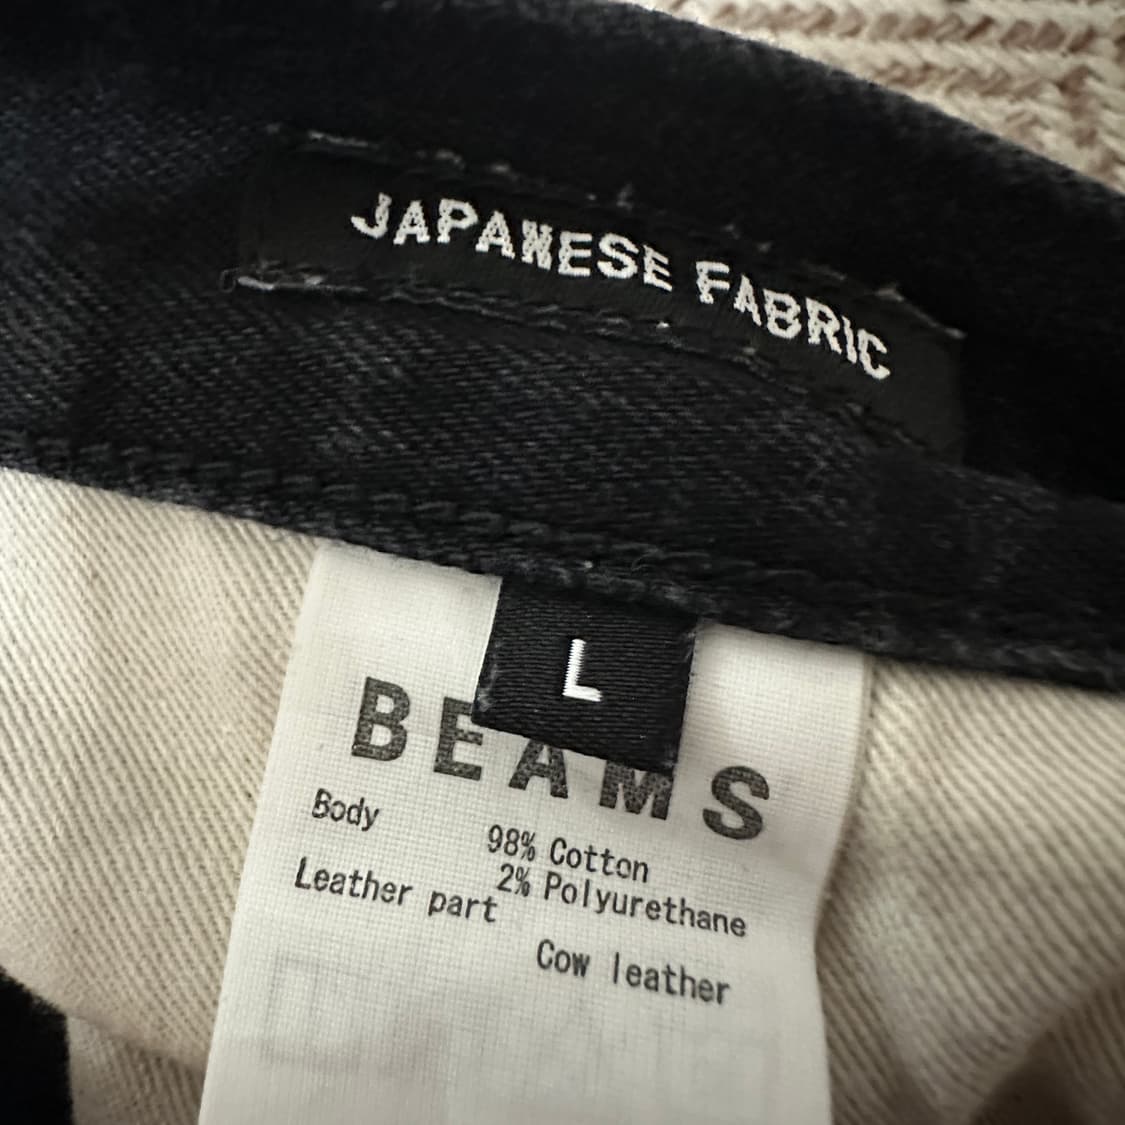 JAPANESE FABRIC
L
BEAMS
Body
98% Cotton
2% Polyurethane
Leather part
Cow leather